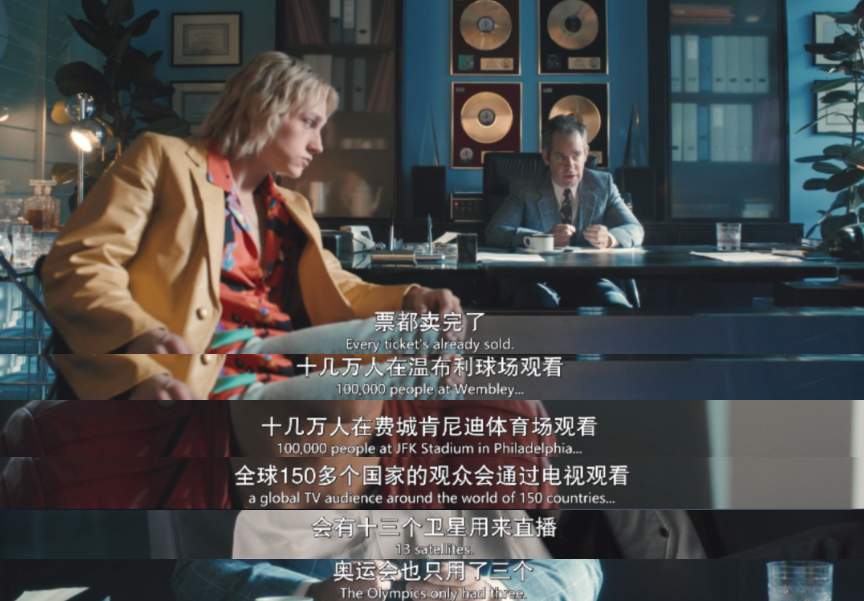 票都卖完了
Every ticket's already sold.
十几万人在温布利球场观看
100,000 people at Wembley...
十几万人在费城肯尼迪体育场观看
100,000 people at JFK Stadium in Philadelphia...
全球150多个国家的观众会通过电视观看
a global TV audience around the world of 150 countries...
会有十三个卫星用来直播
13 satellites.
奥运会也只用了三个
The Olympics only had three.